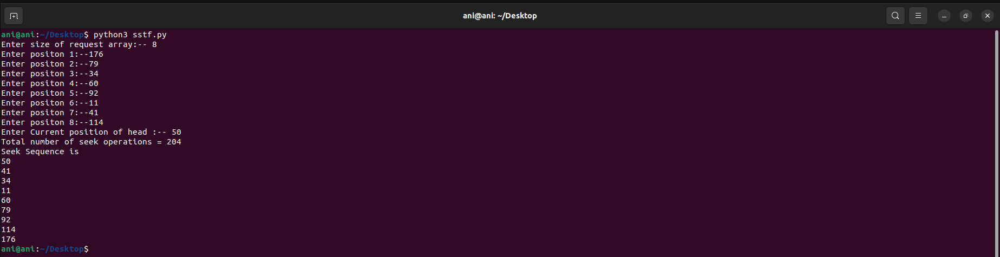 ani@ani: ~/Desktop
ani@ani:~/Desktop$ python3 sstf.py
Enter size of request array:-- 8
Enter positon 1:--176
Enter positon 2:--79
Enter positon 3:--34
Enter positon 4:--60
Enter positon 5:--92
Enter positon 6:--11
Enter positon 7:--41
Enter positon 8:--114
Enter Current position of head :-- 50
Total number of seek operations = 204
Seek Sequence is
50
41
34
11
60
79
92
114
176
ani@ani:~/Desktop$